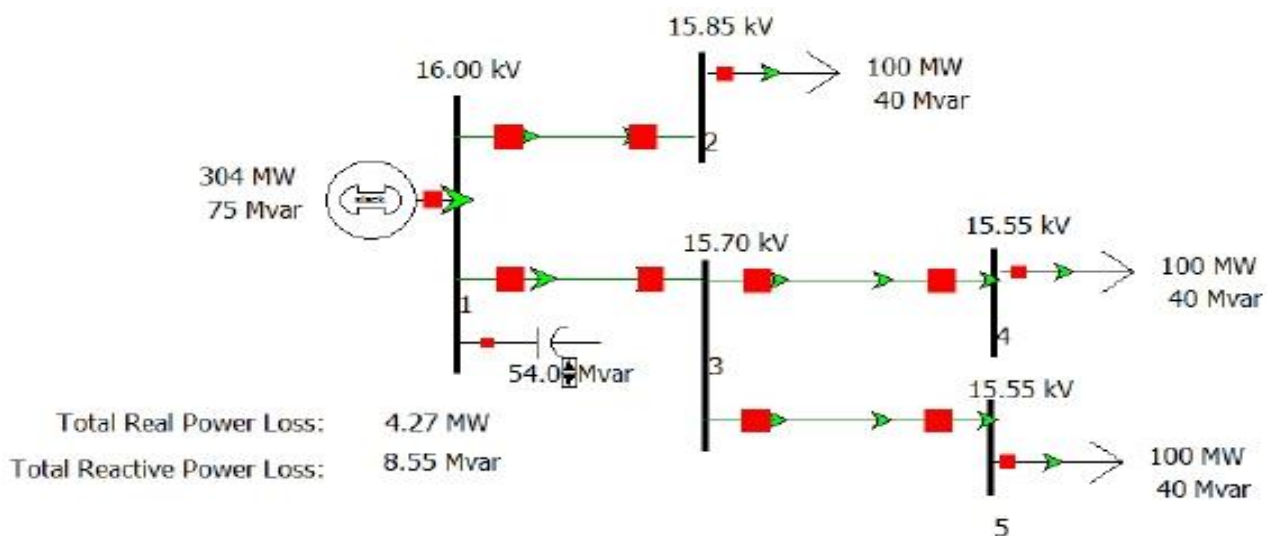 15.85 kV
16.00 kV
100 MW
40 Mvar
2
304 MW
75 Mvar
slack
15.70 kV
15.55 kV
100 MW
40 Mvar
1
4
3
54.0 Mvar
15.55 kV
Total Real Power Loss: 4.27 MW
Total Reactive Power Loss: 8.55 Mvar
100 MW
40 Mvar
5